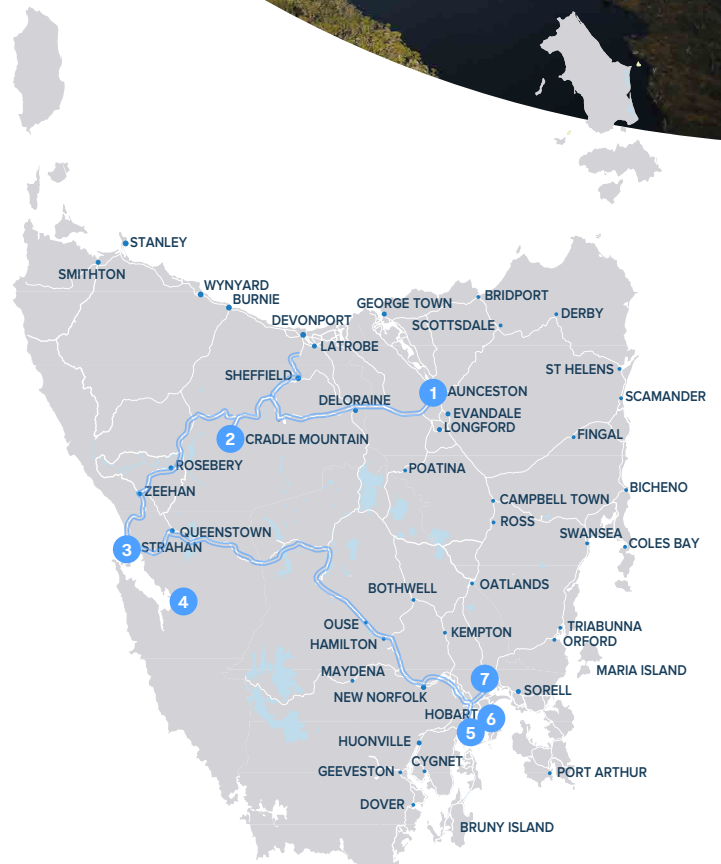 STANLEY
SMITHTON
WYNYARD
BURNIE
GEORGE TOWN
BRIDPORT
DEVONPORT
SCOTTSDALE
DERBY
LATROBE
SHEFFIELD
ST HELENS
1
AUNCESTON
DELORAINE
SCAMANDER
EVANDALE
LONGFORD
2
CRADLE MOUNTAIN
FINGAL
ROSEBERY
POATINA
ZEEHAN
BICHENO
CAMPBELL TOWN
ROSS
QUEENSTOWN
SWANSEA
3
STRAHAN
COLES BAY
OATLANDS
BOTHWELL
4
OUSE
TRIABUNNA
KEMPTON
HAMILTON
ORFORD
MAYDENA
MARIA ISLAND
7
NEW NORFOLK
SORELL
HOBART
6
5
HUONVILLE
CYGNET
GEEVESTON
PORT ARTHUR
DOVER
BRUNY ISLAND